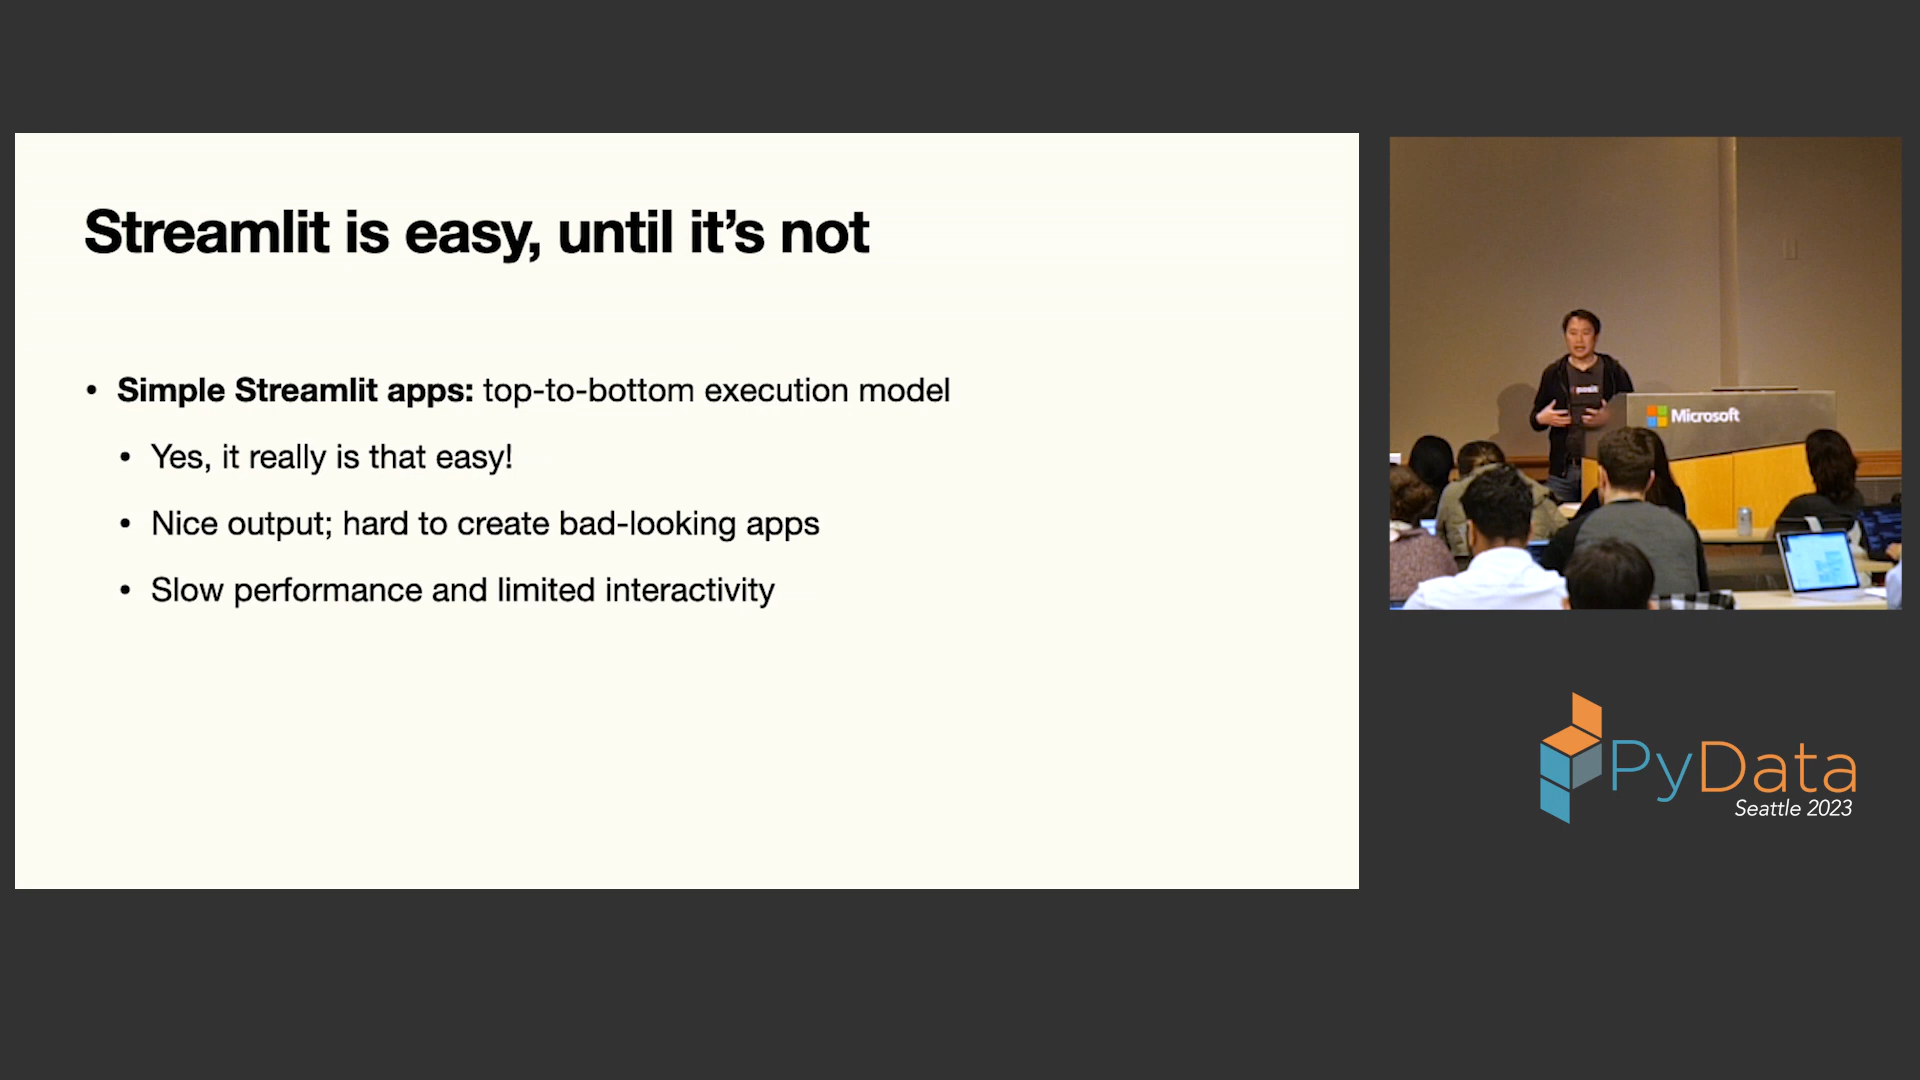 Streamlit is easy, until it's not
• Simple Streamlit apps: top-to-bottom execution model
• Yes, it really is that easy!
• Nice output; hard to create bad-looking apps
• Slow performance and limited interactivity
posit
Microsoft
PyData
Seattle 2023